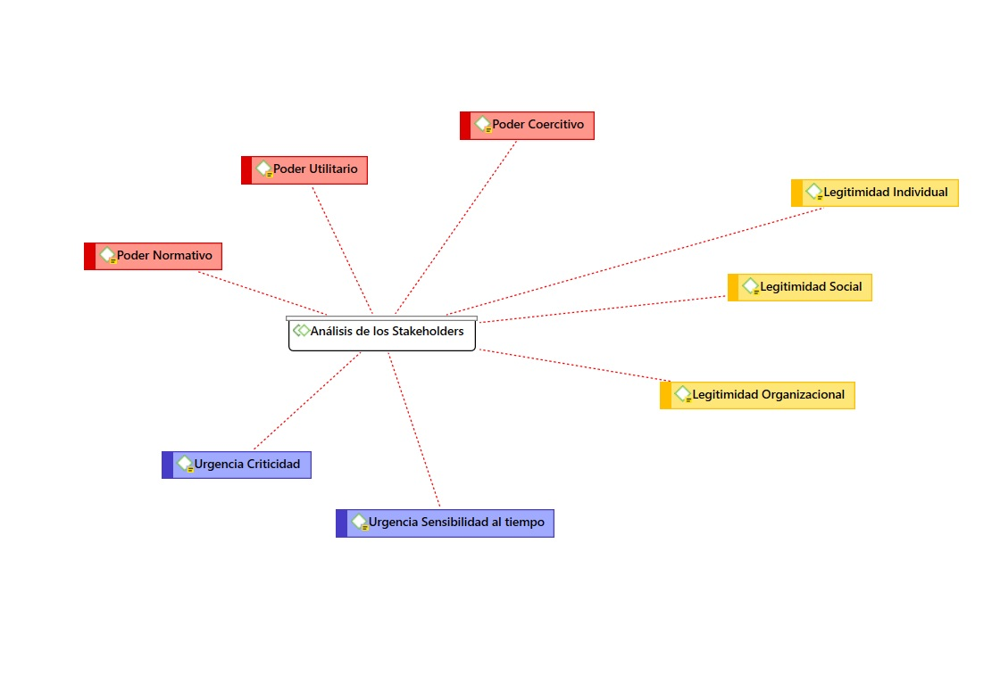 Poder Coercitivo
Poder Utilitario
Legitimidad Individual
Poder Normativo
Legitimidad Social
Análisis de los Stakeholders
Legitimidad Organizacional
Urgencia Criticidad
Urgencia Sensibilidad al tiempo